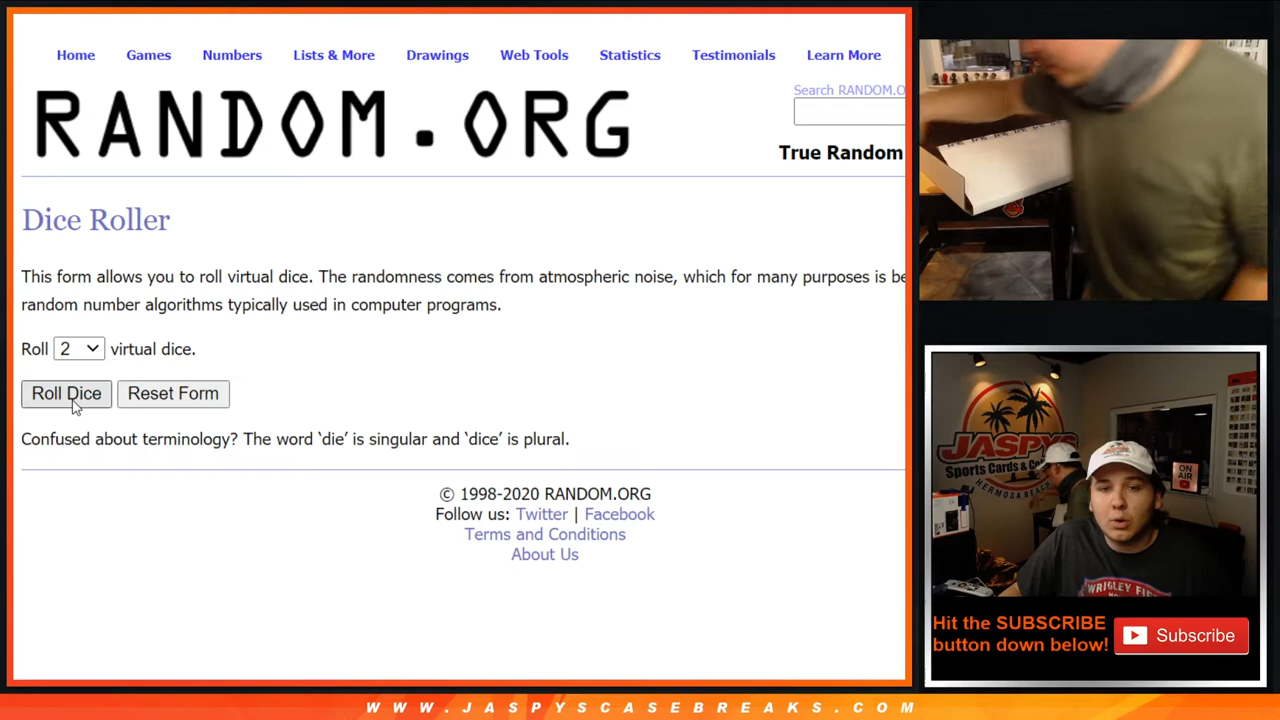 Home Games Numbers Lists & More Drawings Web Tools Statistics Testimonials Learn More
Search RANDOM.O
RANDOM.ORG
True Random
Dice Roller
This form allows you to roll virtual dice. The randomness comes from atmospheric noise, which for many purposes is be
random number algorithms typically used in computer programs.
Roll 2 virtual dice.
Roll Dice Reset Form
Confused about terminology? The word ‘die’ is singular and ‘dice’ is plural.
© 1998-2020 RANDOM.ORG
Follow us: Twitter | Facebook
Terms and Conditions
About Us
JASPYS
Sports Cards & Co
HERMOSA BEACH
ON
AIR
WRIGLEY FIE
Hit the SUBSCRIBE
button down below!
Subscribe
WWW.JASPYSCASEBREAKS.COM